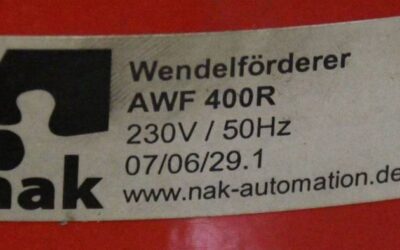 Wendelförderer
AWF 400R
230V / 50Hz
07/06/29.1
nak
www.nak-automation.de